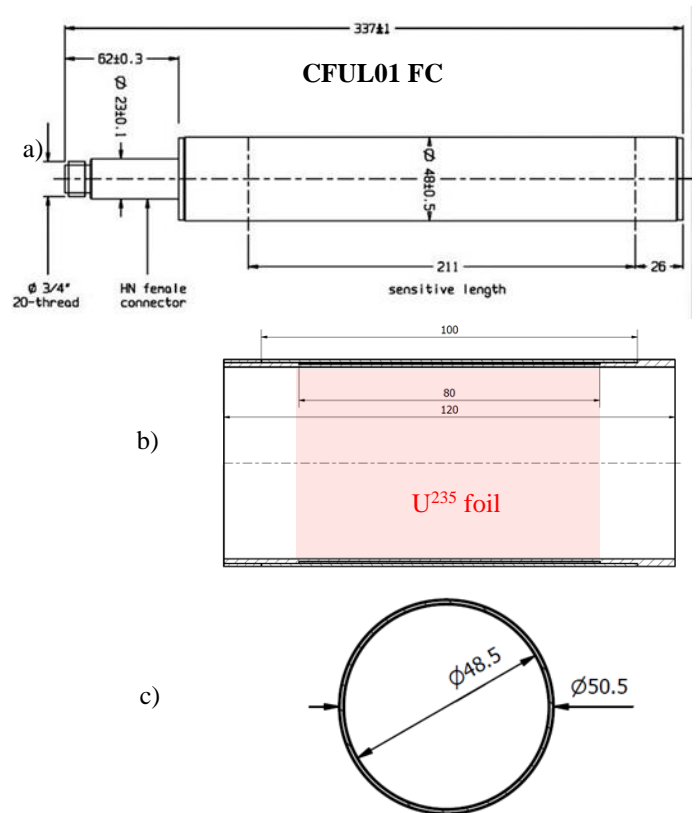 337±1
62±0.3
CFUL01 FC
Ø 23±0.1
a)
Ø 48±0.5
211
26
Ø 3/4"
20-thread
HN female
connector
sensitive length
100
80
120
b)
U235 foil
c)
Ø48.5
Ø50.5